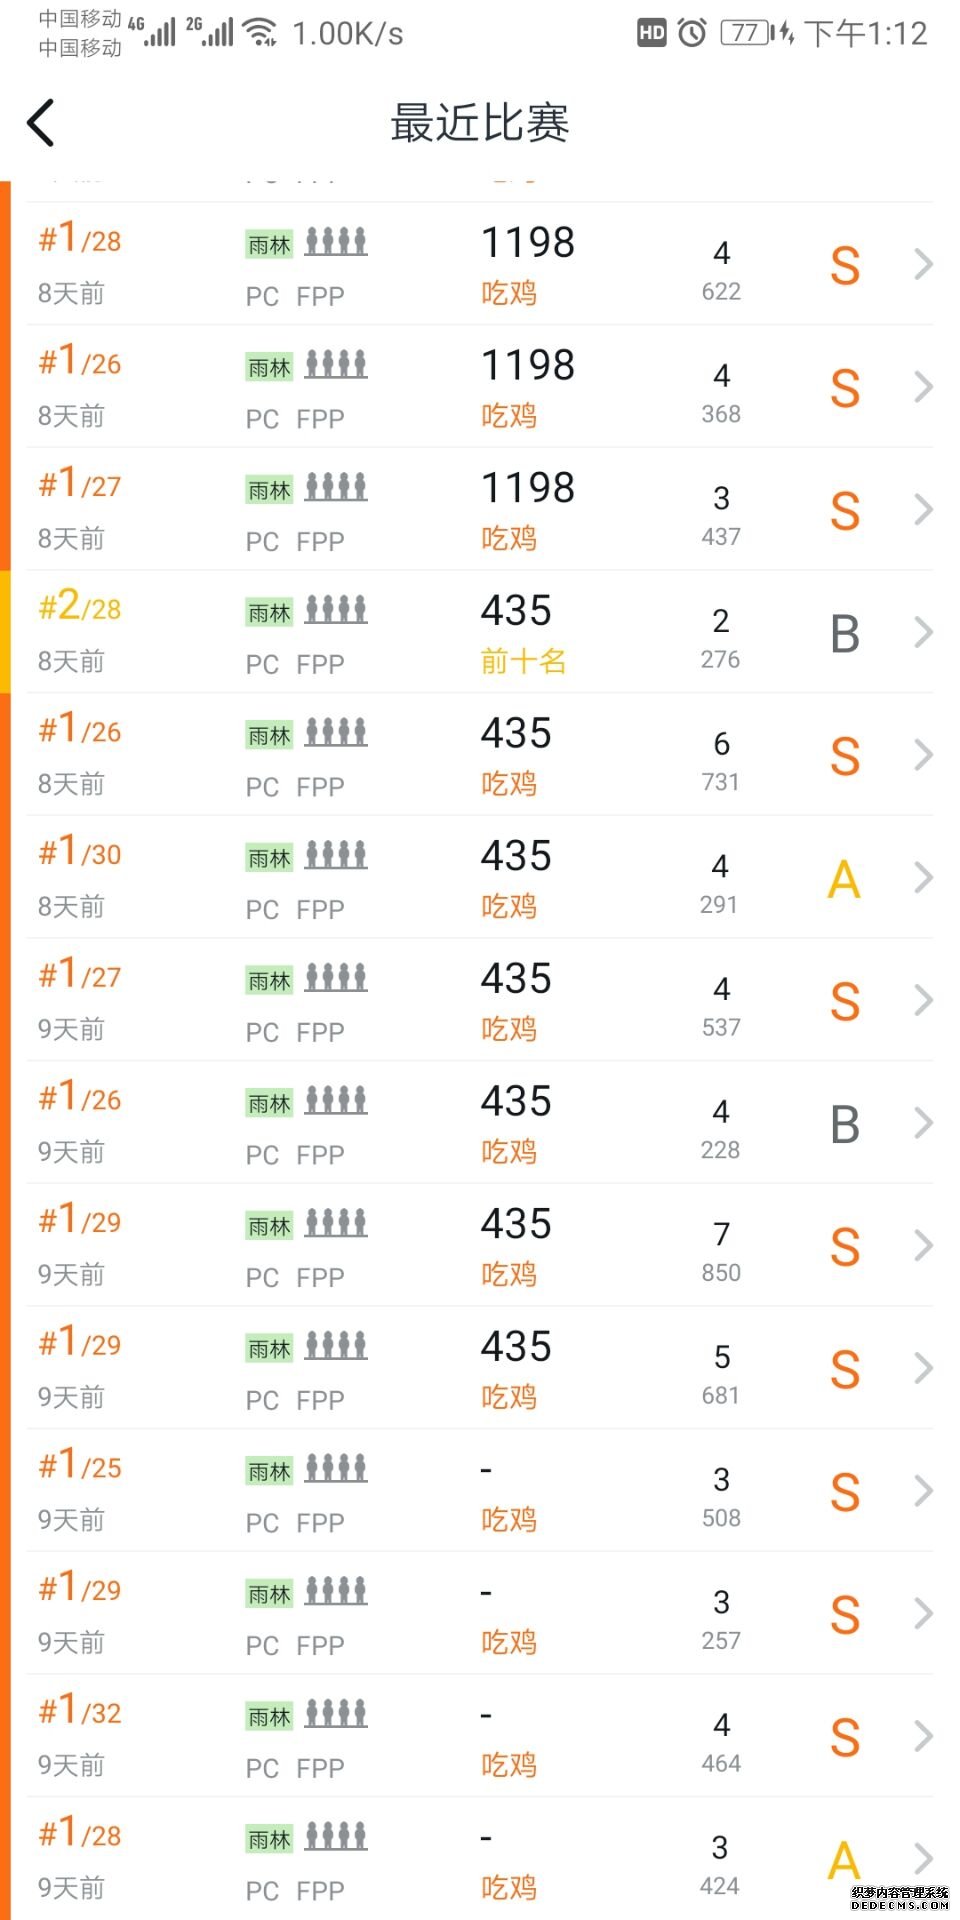 中国移动 4G 2G 1.00K/s HD 77 下午1:12
中国移动
最近比赛
#1/28 雨林 1198 4 S
8天前 PC FPP 吃鸡 622
#1/26 雨林 1198 4 S
8天前 PC FPP 吃鸡 368
#1/27 雨林 1198 3 S
8天前 PC FPP 吃鸡 437
#2/28 雨林 435 2 B
8天前 PC FPP 前十名 276
#1/26 雨林 435 6 S
8天前 PC FPP 吃鸡 731
#1/30 雨林 435 4 A
8天前 PC FPP 吃鸡 291
#1/27 雨林 435 4 S
9天前 PC FPP 吃鸡 537
#1/26 雨林 435 4 B
9天前 PC FPP 吃鸡 228
#1/29 雨林 435 7 S
9天前 PC FPP 吃鸡 850
#1/29 雨林 435 5 S
9天前 PC FPP 吃鸡 681
#1/25 雨林 - 3 S
9天前 PC FPP 吃鸡 508
#1/29 雨林 - 3 S
9天前 PC FPP 吃鸡 257
#1/32 雨林 - 4 S
9天前 PC FPP 吃鸡 464
#1/28 雨林 - 3 A
9天前 PC FPP 吃鸡 424
织梦内容管理系统
DEDECMS.COM